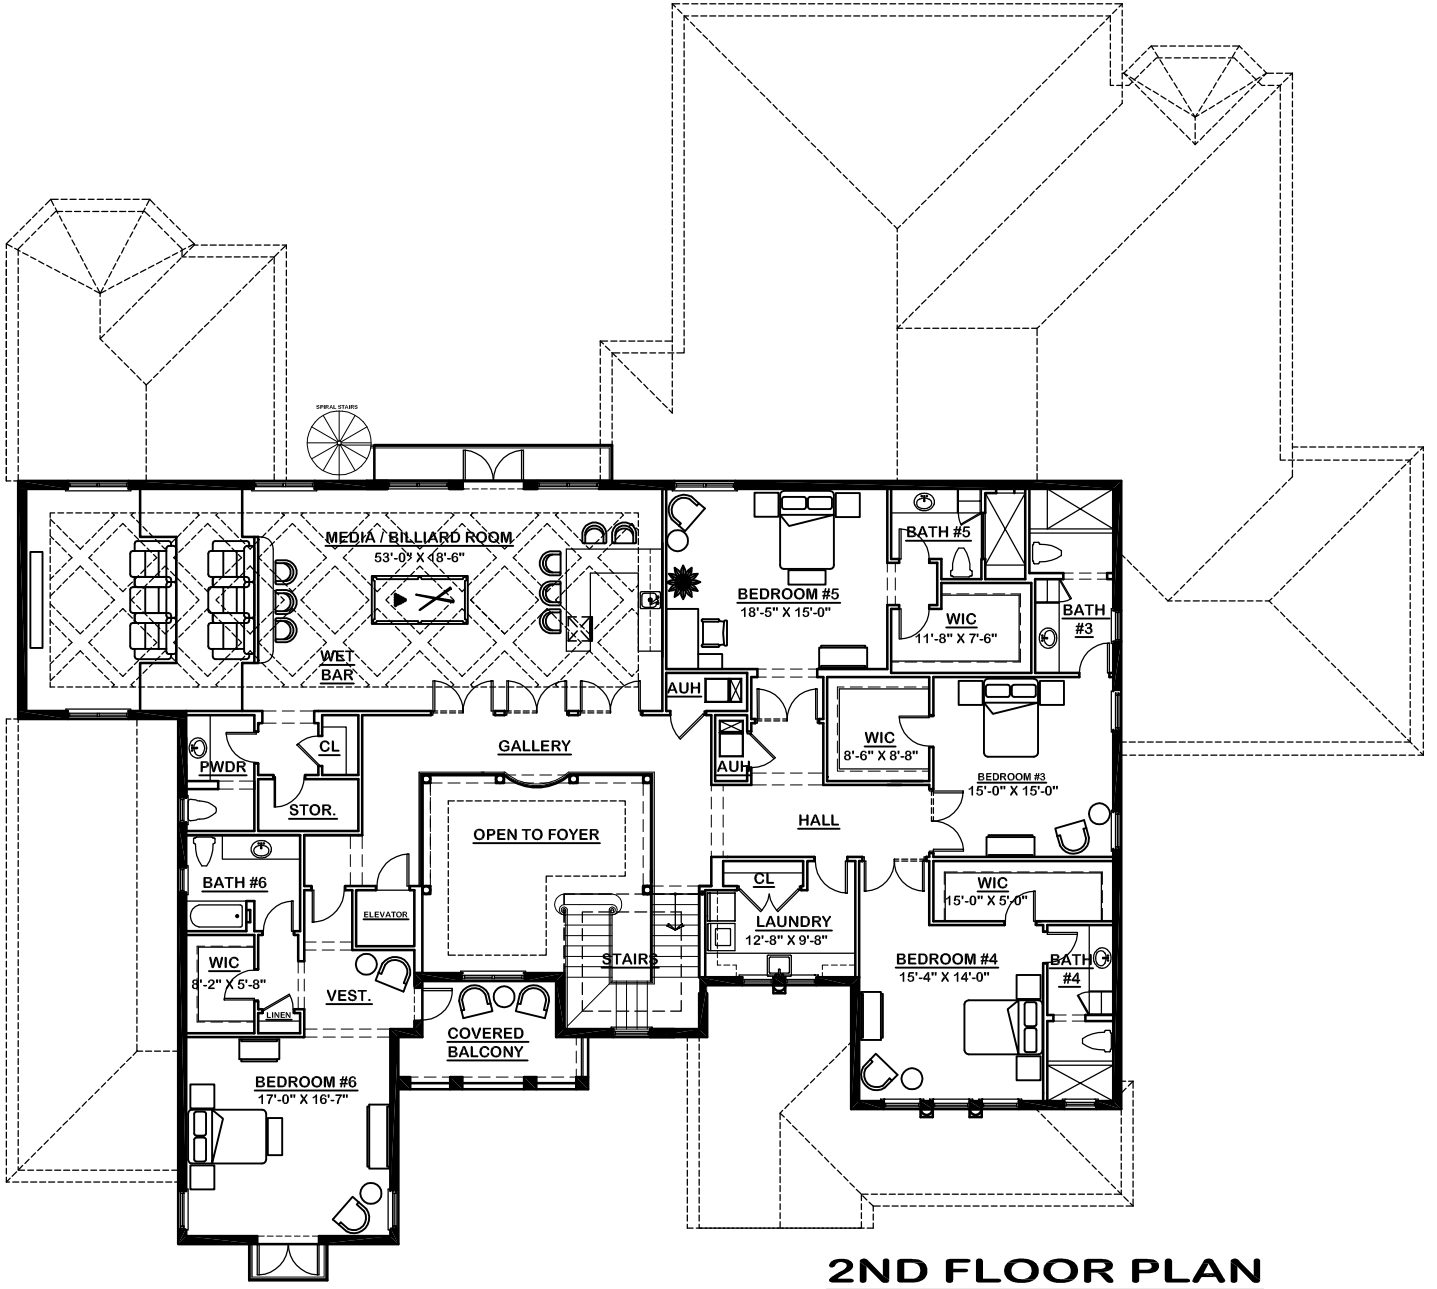 SPIRAL STAIRS
MEDIA / BILLIARD ROOM
53'-0" X 18'-6"
WET
BAR
BATH #5
BEDROOM #5
18'-5" X 15'-0"
WIC
11'-8" X 7'-6"
BATH
#3
AUH
GALLERY
CL
PWDR
AUH
WIC
8'-6" X 8'-8"
BEDROOM #3
15'-0" X 15'-0"
STOR.
HALL
OPEN TO FOYER
BATH #6
CL
WIC
15'-0" X 5'-0"
ELEVATOR
LAUNDRY
12'-8" X 9'-8"
STAIRS
WIC
8'-2" X 5'-8"
BEDROOM #4
15'-4" X 14'-0"
BATH
#4
VEST.
LINEN
COVERED
BALCONY
BEDROOM #6
17'-0" X 16'-7"
2ND FLOOR PLAN